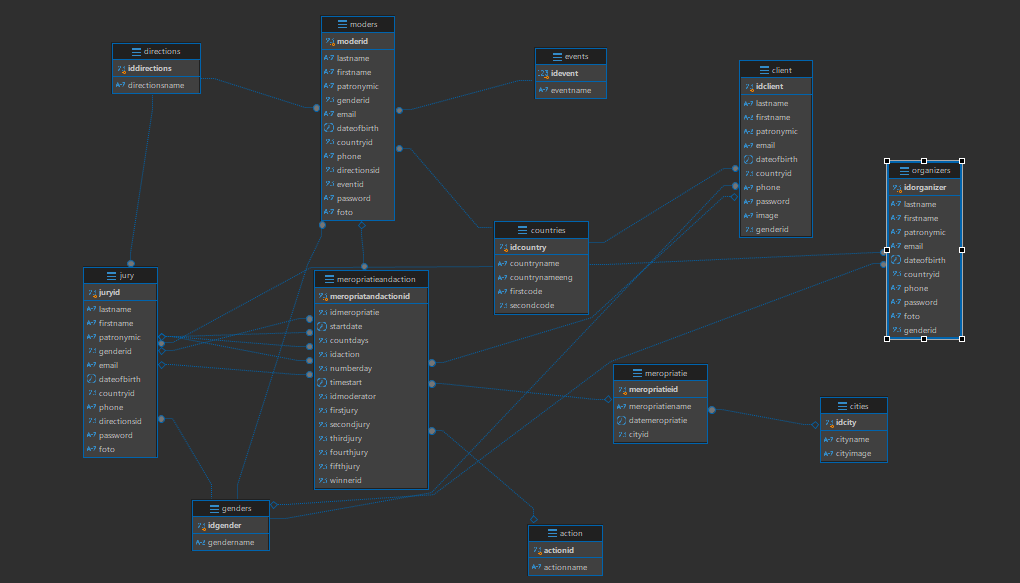 directions
iddirections
directionsname
moders
moderid
lastname
firstname
patronymic
genderid
email
dateofbirth
countryid
phone
directionsid
eventid
password
foto
events
idevent
eventname
client
idclient
lastname
firstname
patronymic
email
dateofbirth
countryid
phone
password
image
genderid
organizers
idorganizer
lastname
firstname
patronymic
email
dateofbirth
countryid
phone
password
foto
genderid
countries
idcountry
countryname
countrynameeng
firstcode
secondcode
jury
juryid
lastname
firstname
patronymic
genderid
email
dateofbirth
countryid
phone
directionsid
password
foto
meropriatieandaction
meropriatandactionid
idmeropriatie
startdate
countdays
idaction
numberday
timestart
idmoderator
firstjury
secondjury
thirdjury
fourthjury
fifthjury
winnerid
meropriatie
meropriatieid
meropriatiename
datemeropriatie
cityid
cities
idcity
cityname
cityimage
genders
idgender
gendername
action
actionid
actionname